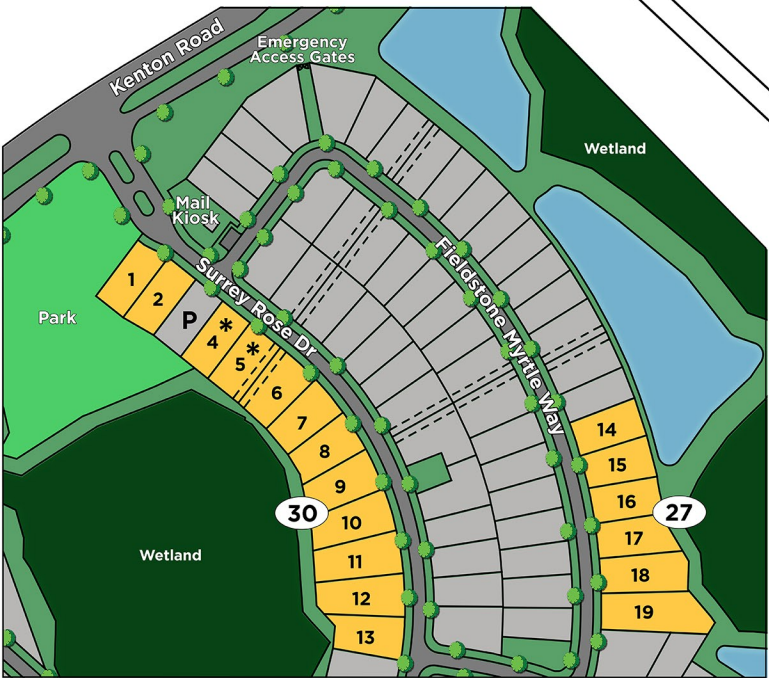 Kenton Road
Emergency
Access Gates
Wetland
Mail
Kiosk
Surrey Rose Dr
Fieldstone Myrtle Way
Park
1
2
P
*
4
*
5
6
7
8
9
10
11
12
13
30
Wetland
14
15
16
17
18
19
27